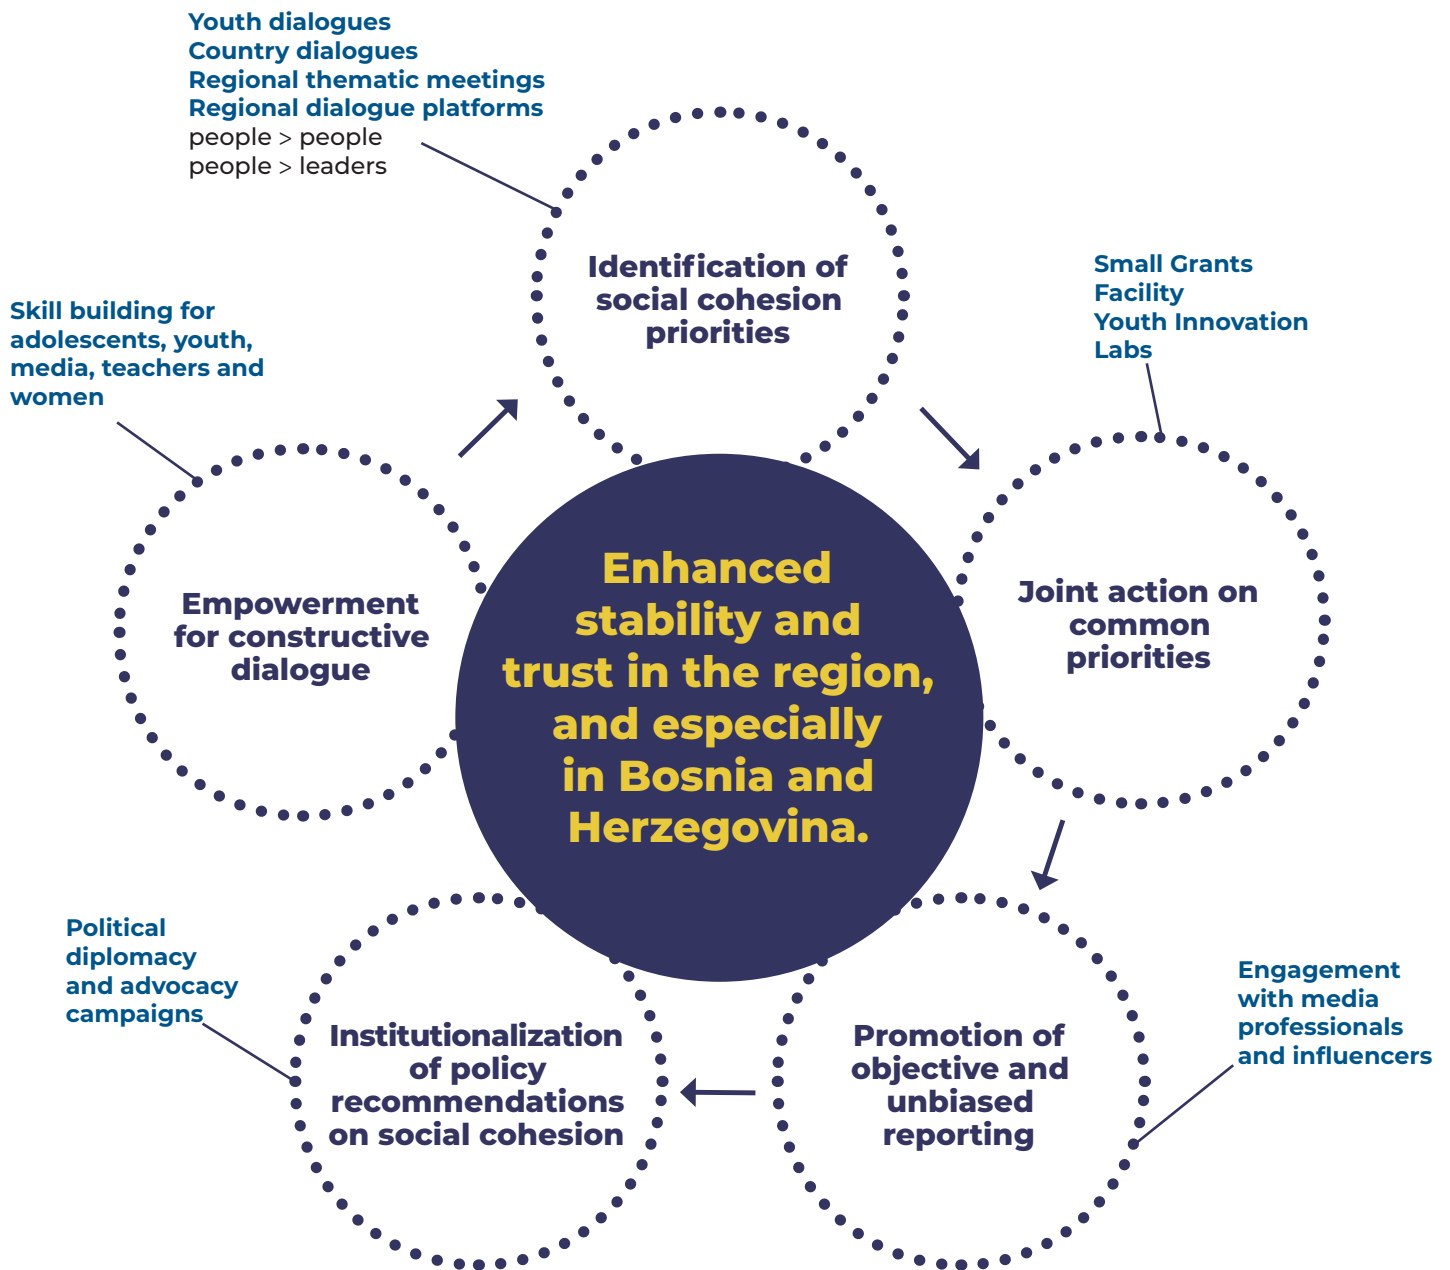 Youth dialogues
Country dialogues
Regional thematic meetings
Regional dialogue platforms
people > people
people > leaders
Identification of
social cohesion
priorities
Small Grants
Facility
Youth Innovation
Labs
Skill building for
adolescents, youth,
media, teachers and
women
Empowerment
for constructive
dialogue
Enhanced
stability and
trust in the region,
and especially
in Bosnia and
Herzegovina.
Joint action on
common
priorities
Political
diplomacy
and advocacy
campaigns
Institutionalization
of policy
recommendations
on social cohesion
Promotion of
objective and
unbiased
reporting
Engagement
with media
professionals
and influencers